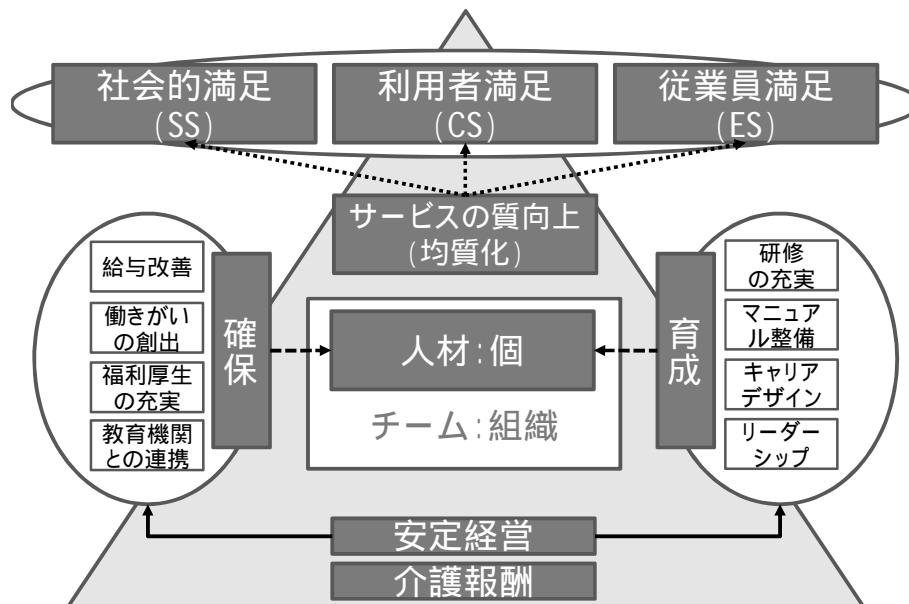 社会的満足
(SS)
利用者満足
(CS)
従業員満足
(ES)
サービスの質向上
(均質化)
給与改善
働きがい
の創出
福利厚生
の充実
教育機関
との連携
確
保
人材:個
チーム:組織
育
成
研修
の充実
マニュア
ル整備
キャリア
デザイン
リーダー
シップ
安定経営
介護報酬